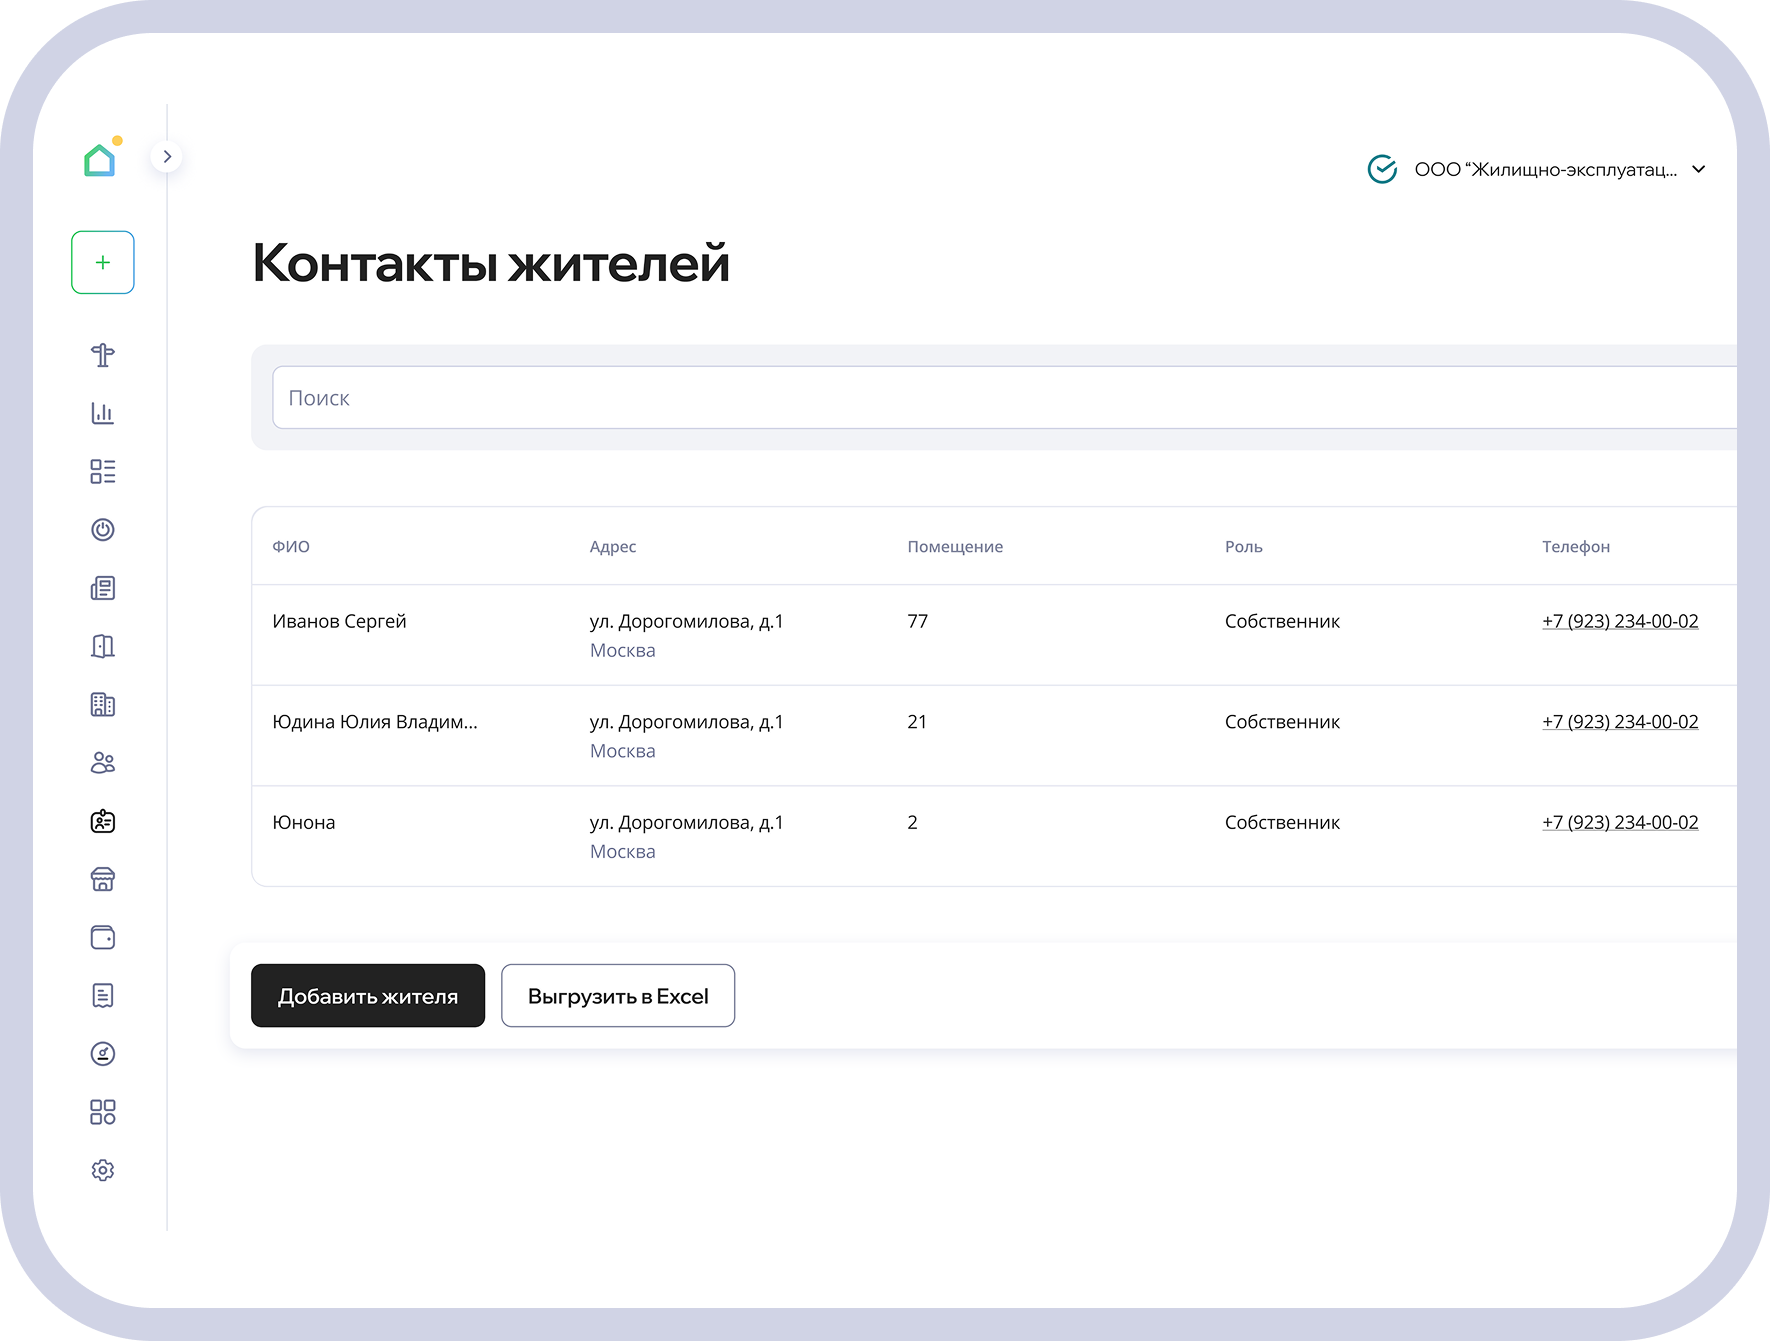 ООО “Жилищно-эксплуатац...
Контакты жителей
Поиск
ФИО Адрес Помещение Роль Телефон
Иванов Сергей ул. Дорогомилова, д.1 77 Собственник +7 (923) 234-00-02
Москва
Юдина Юлия Владим... ул. Дорогомилова, д.1 21 Собственник +7 (923) 234-00-02
Москва
Юнона ул. Дорогомилова, д.1 2 Собственник +7 (923) 234-00-02
Москва
Добавить жителя Выгрузить в Excel